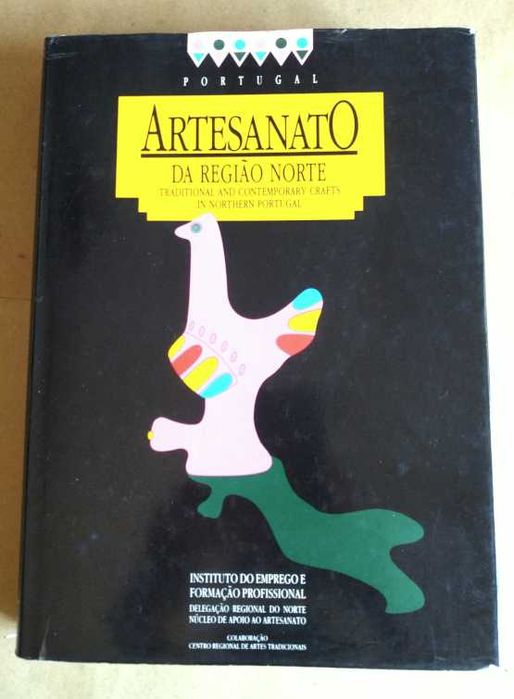 PORTUGAL
ARTESANATO
DA REGIÃO NORTE
TRADITIONAL AND CONTEMPORARY CRAFTS
IN NORTHERN PORTUGAL
INSTITUTO DO EMPREGO E
FORMAÇÃO PROFISSIONAL
DELEGAÇÃO REGIONAL DO NORTE
NÚCLEO DE APOIO AO ARTESANATO
COLABORAÇÃO
CENTRO REGIONAL DE ARTES TRADICIONAIS